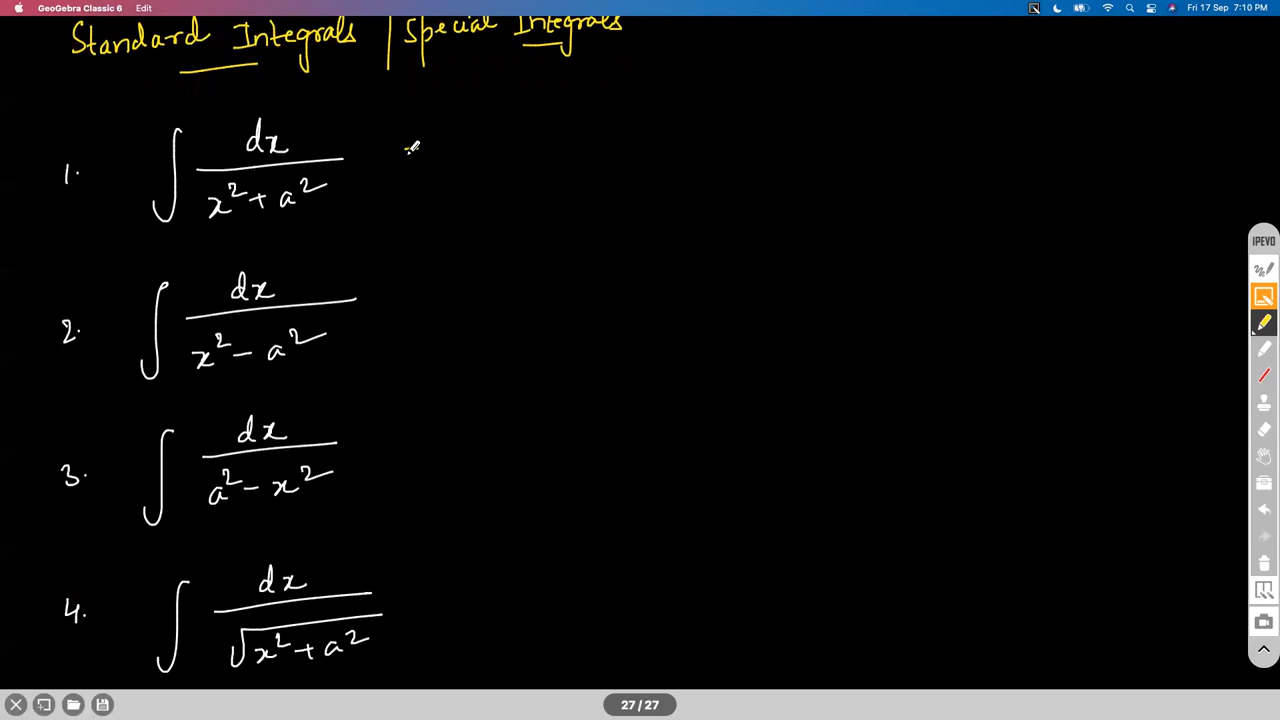 GeoGebra Classic 6 Edit Fri 17 Sep 7:10 PM
Standard Integrals | Special Integrals
1. ∫ dx / (x² + a²)
IPEVO
2. ∫ dx / (x² − a²)
3. ∫ dx / (a² − x²)
4. ∫ dx / √(x² + a²)
27 / 27